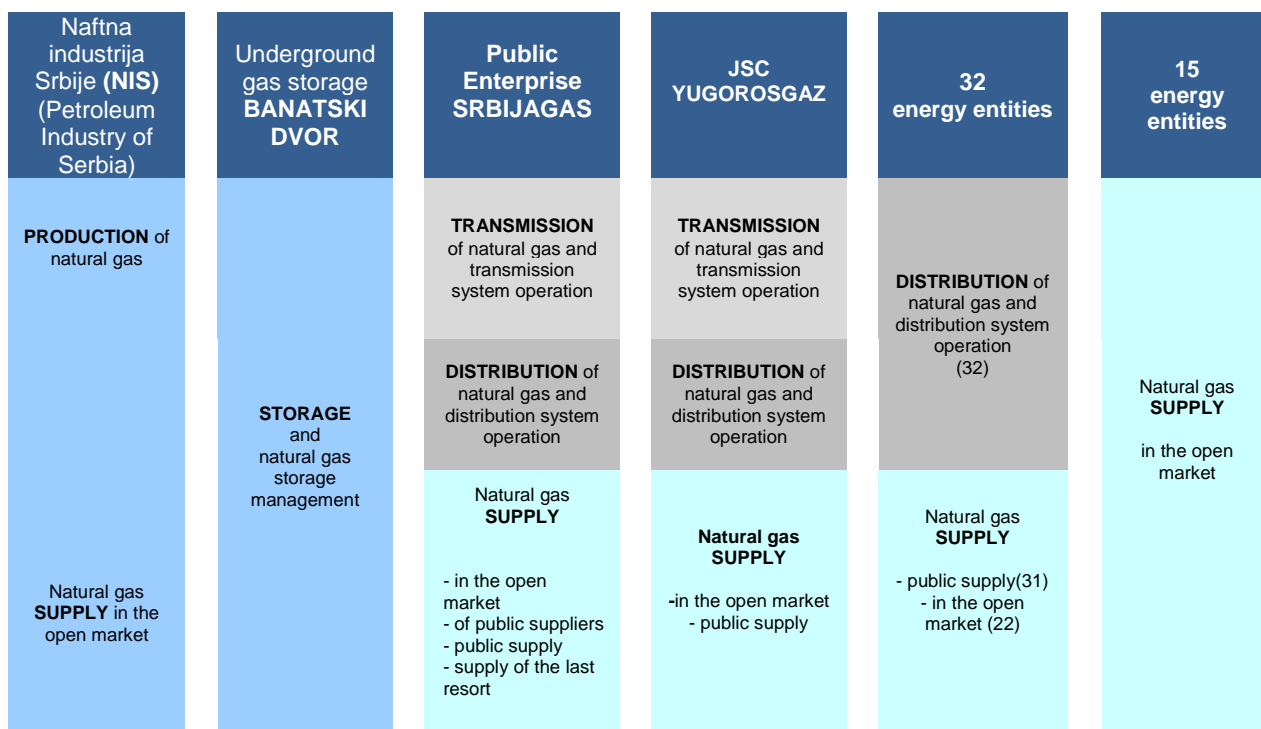 Naftna
industrija
Srbije (NIS)
(Petroleum
Industry of
Serbia)
PRODUCTION of
natural gas
Natural gas
SUPPLY in the
open market
Underground
gas storage
BANATSKI
DVOR
STORAGE
and
natural gas
storage
management
Public
Enterprise
SRBIJAGAS
TRANSMISSION
of natural gas and
transmission
system operation
DISTRIBUTION of
natural gas and
distribution system
operation
Natural gas
SUPPLY
- in the open
market
- of public suppliers
- public supply
- supply of the last
resort
JSC
YUGOROSGAZ
TRANSMISSION
of natural gas and
transmission
system operation
DISTRIBUTION of
natural gas and
distribution system
operation
Natural gas
SUPPLY
-in the open market
- public supply
32
energy entities
DISTRIBUTION of
natural gas and
distribution system
operation
(32)
Natural gas
SUPPLY
- public supply(31)
- in the open
market (22)
15
energy
entities
Natural gas
SUPPLY
in the open
market